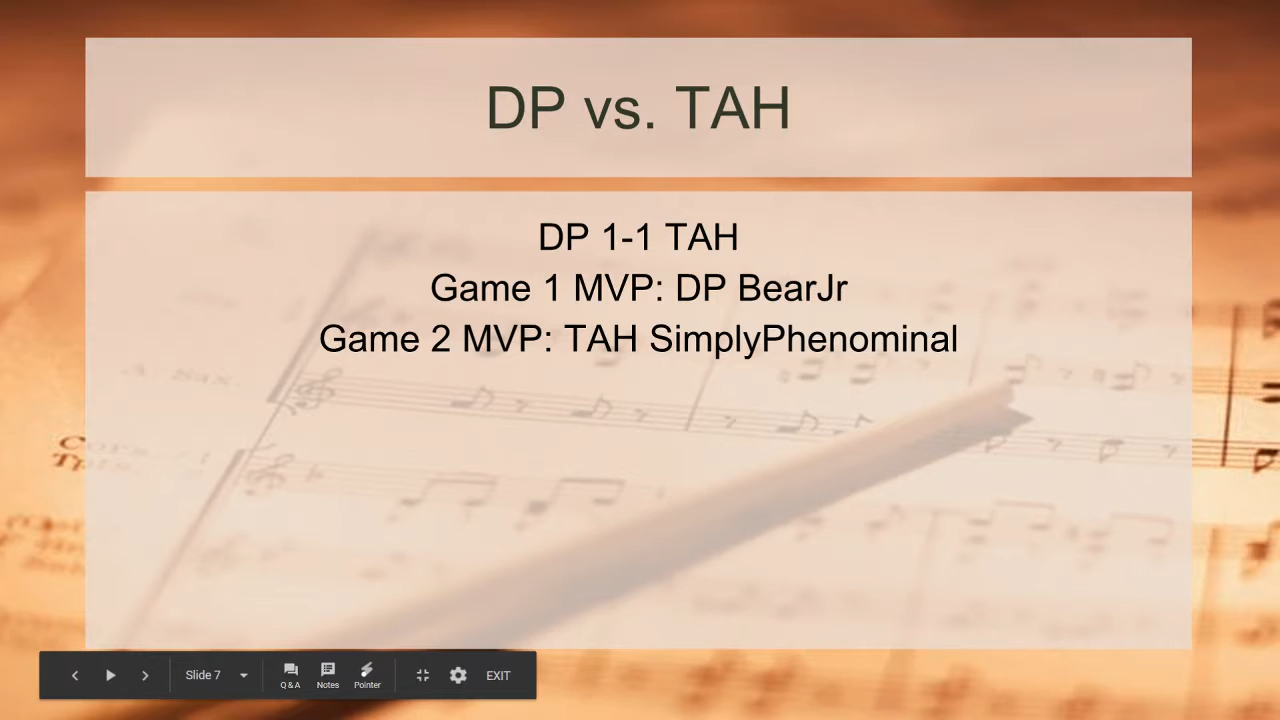 DP vs. TAH
DP 1-1 TAH
Game 1 MVP: DP BearJr
Game 2 MVP: TAH SimplyPhenominal
Slide 7
Q&A
Notes
Pointer
EXIT